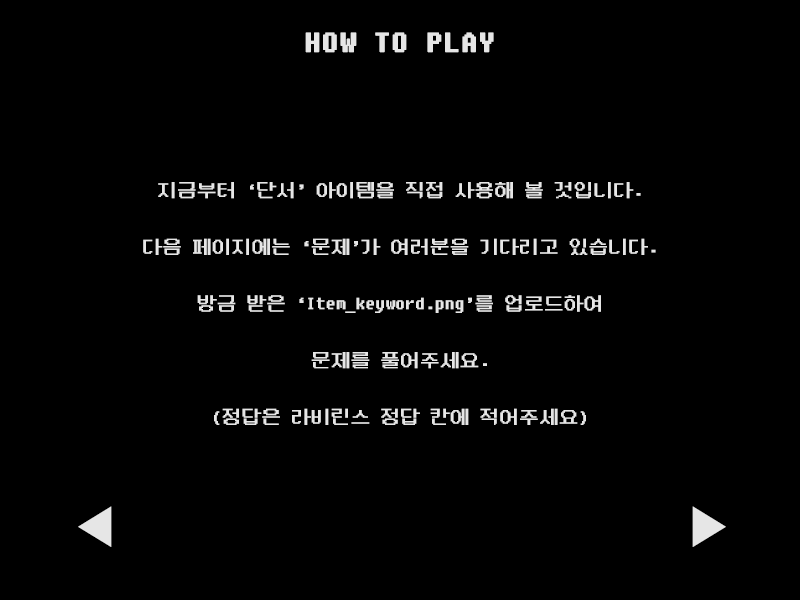 HOW TO PLAY
지금부터 ‘단서’ 아이템을 직접 사용해 볼 것입니다.
다음 페이지에는 ‘문제’가 여러분을 기다리고 있습니다.
방금 받은 ‘Item_keyword.png’를 업로드하여
문제를 풀어주세요.
(정답은 라비린스 정답 칸에 적어주세요)